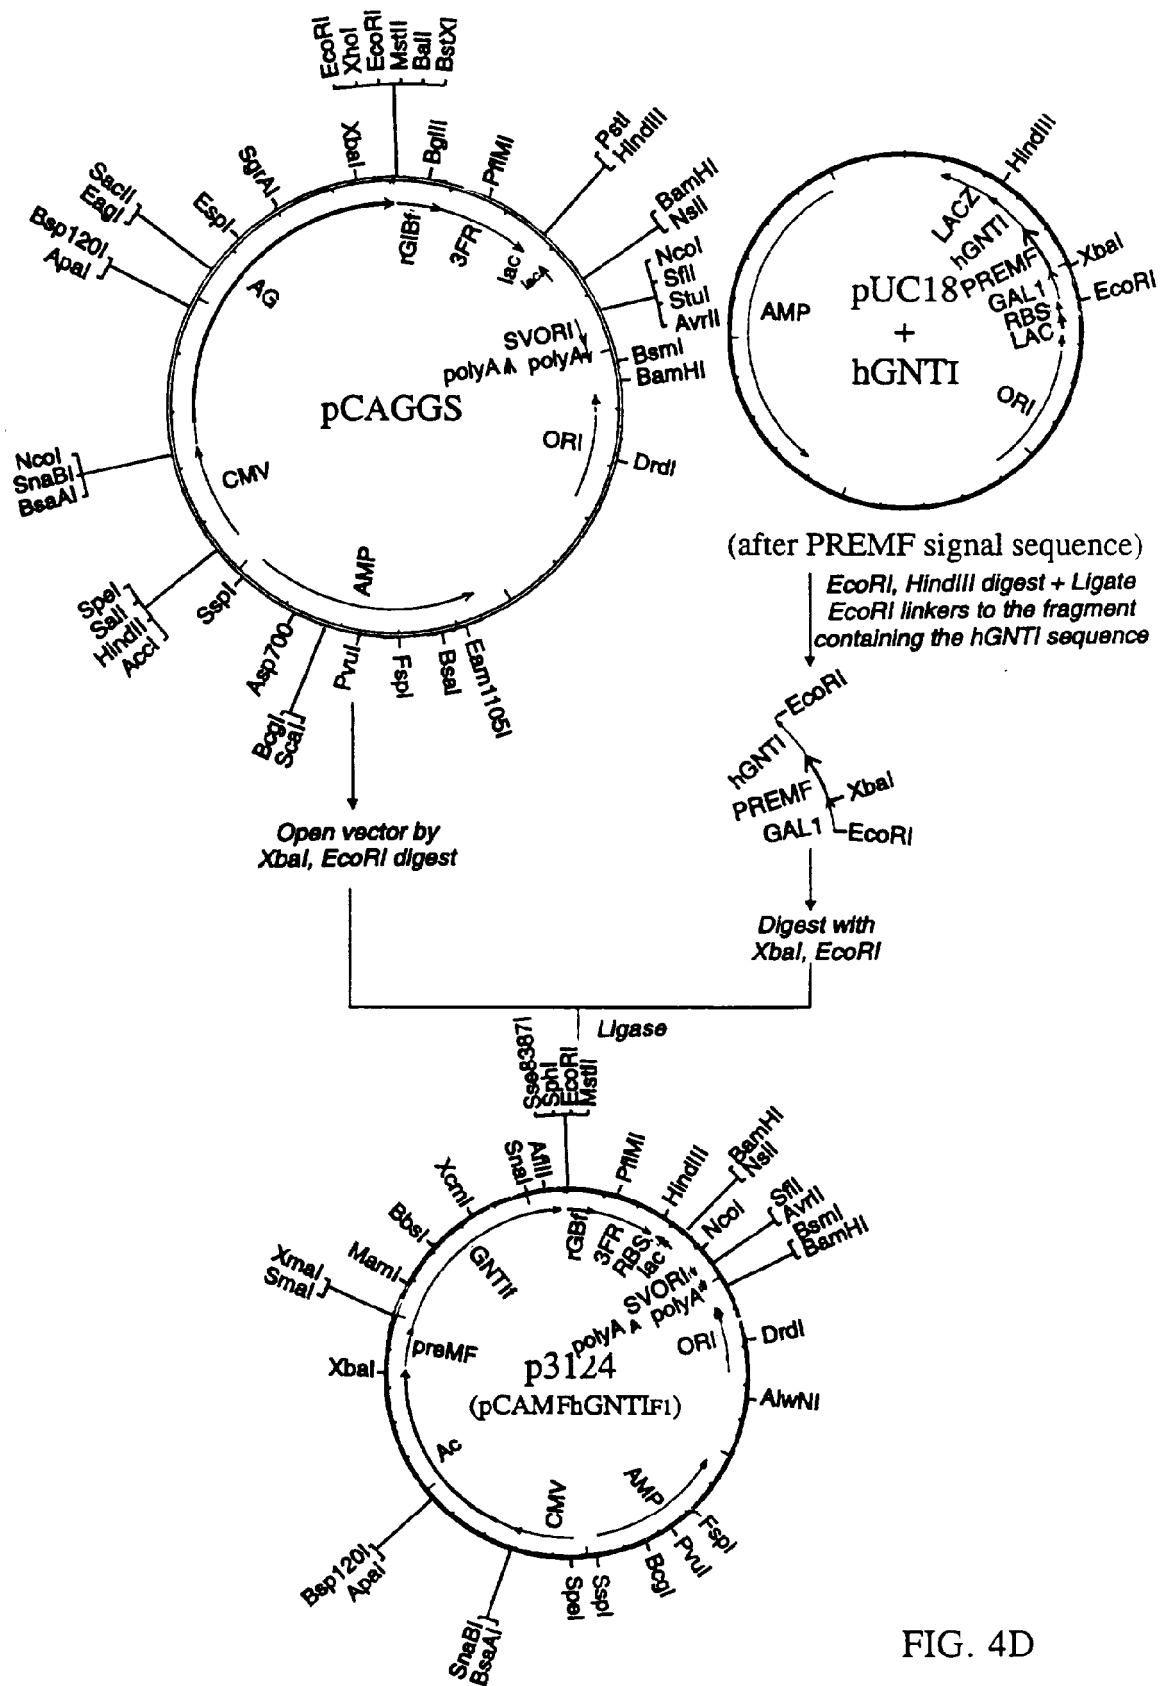 EcoRI
XhoI
EcoRI
MstII
BalI
BstXI
XbaI
BglII
PflMI
PstI
HindIII
BamHI
NsiI
NcoI
SfiI
StuI
AvrII
BsmI
BamHI
DrdI
Eam1105I
BsaI
FspI
PvuI
BcgI
ScaI
Asp700
SspI
SpeI
SalI
HindII
AccI
NcoI
SnaBI
BsaAI
Bsp120I
ApaI
SacII
EagI
EspI
SgrAI
AG
rGlBf
3FR
lac
lac
SVORI
polyA polyA
ORI
AMP
CMV
pCAGGS
HindIII
XbaI
EcoRI
LACZ
hGNTI
PREMF
GAL1
RBS
LAC
ORI
AMP
pUC18
+
hGNTI
(after PREMF signal sequence)
EcoRI, HindIII digest + Ligate
EcoRI linkers to the fragment
containing the hGNTI sequence
EcoRI
hGNTI
PREMF
XbaI
GAL1
EcoRI
Open vector by
XbaI, EcoRI digest
Digest with
XbaI, EcoRI
Ligase
Sse8387I
SphI
EcoRI
MstII
PflMI
HindIII
BamHI
NsiI
NcoI
SfiI
AvrII
BsmI
BamHI
DrdI
AlwNI
FspI
PvuI
BcgI
SspI
SpeI
SnaBI
BsaAI
Bsp120I
ApaI
XbaI
XmaI
SmaI
MamI
BbsI
XcmI
SnaI
AflII
GNTIf
rGBf
3FR
RBS
lac
SVORI
polyA polyA
ORI
AMP
CMV
Ac
preMF
p3124
(pCAMFhGNTIF1)
FIG. 4D